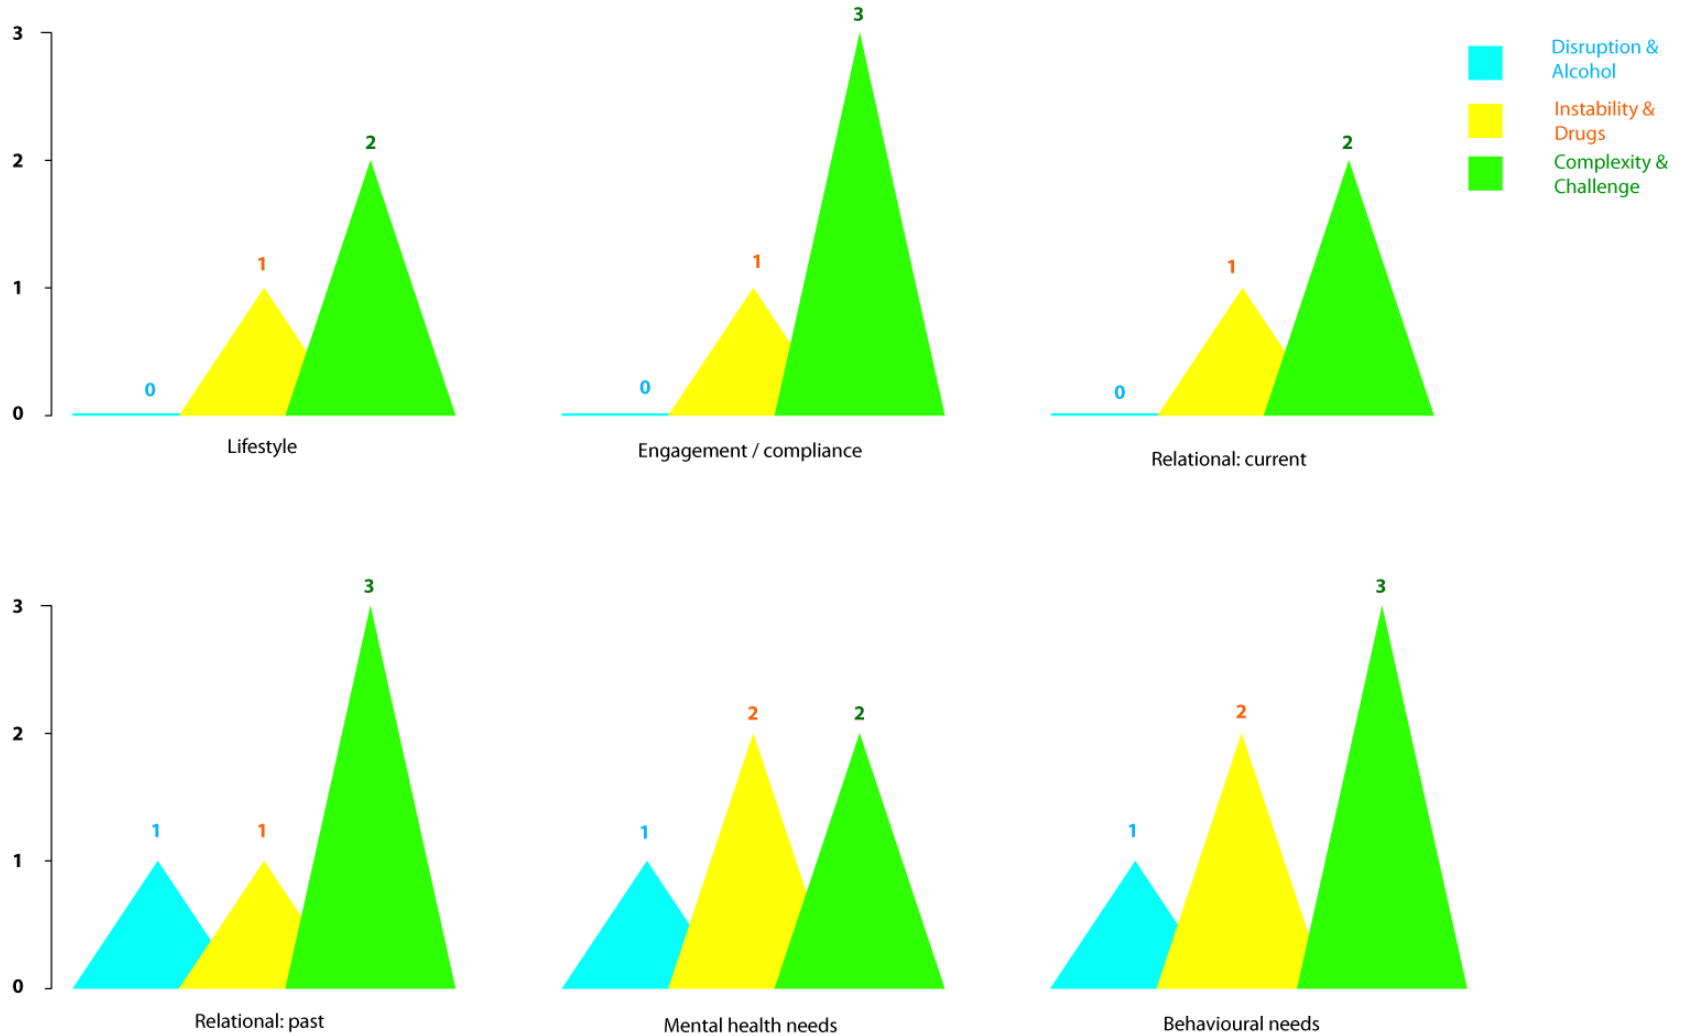 3
2
1
0
0
1
2
Lifestyle
0
1
3
Engagement / compliance
0
1
2
Relational: current
Disruption &
Alcohol
Instability &
Drugs
Complexity &
Challenge
3
2
1
0
1
1
3
Relational: past
1
2
2
Mental health needs
1
2
3
Behavioural needs